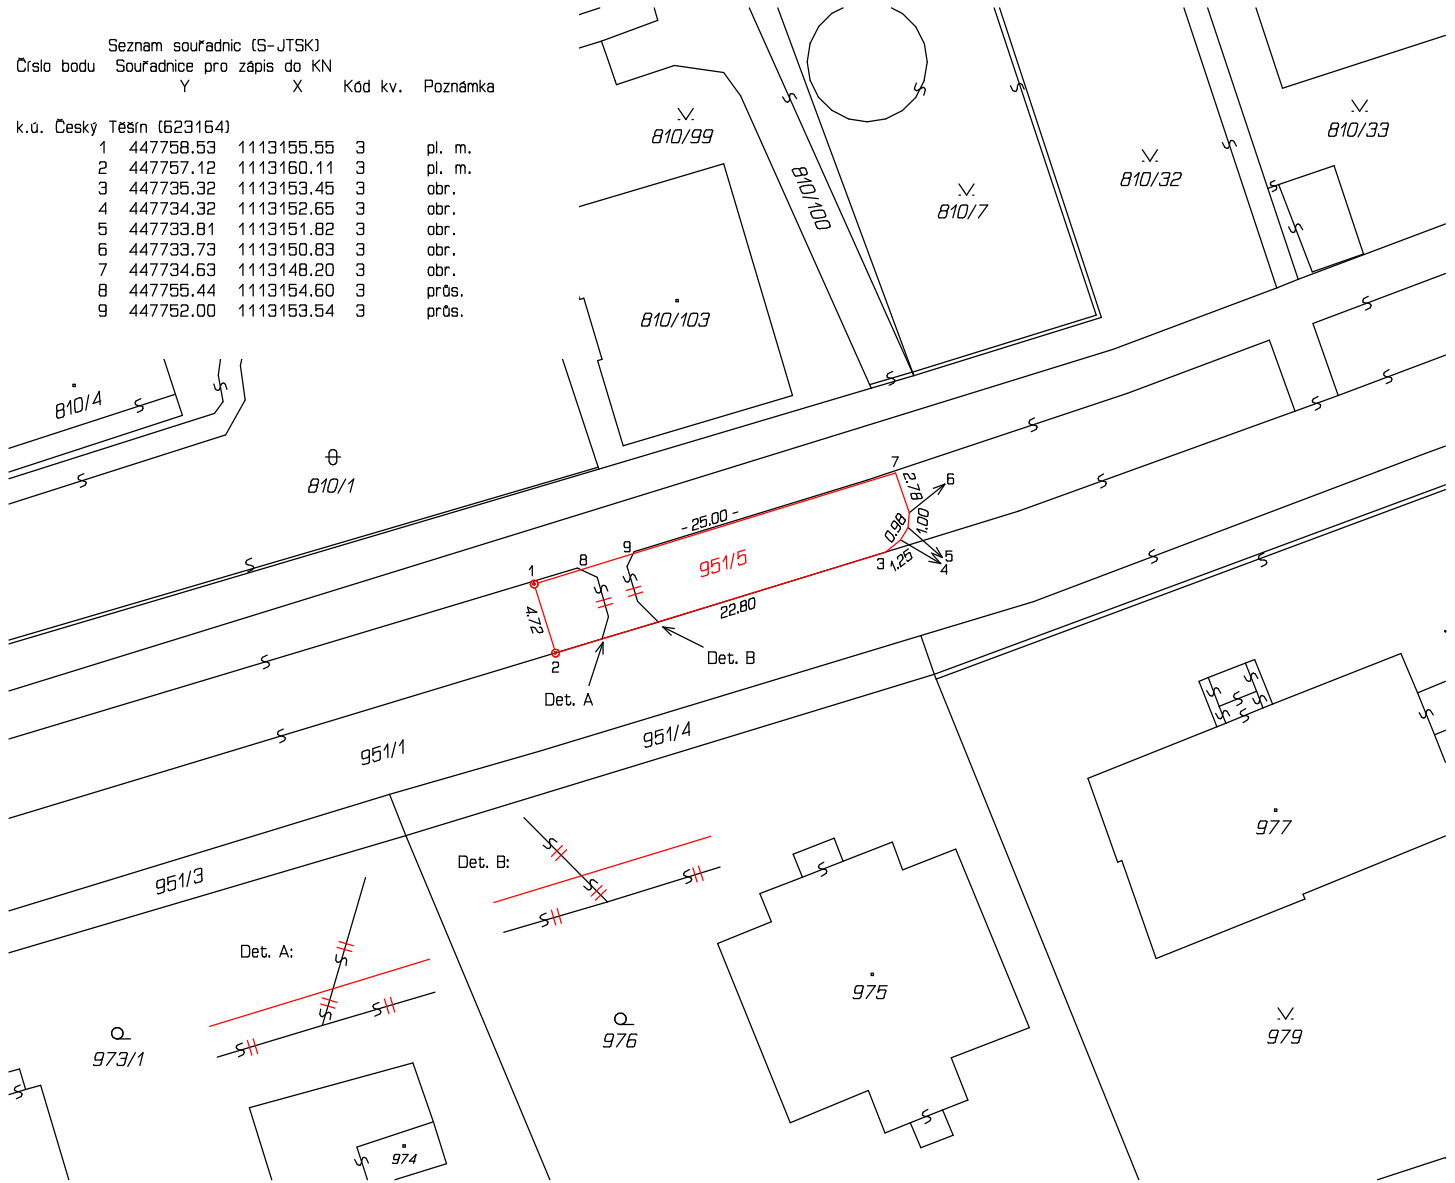 Seznam souřadnic (S-JTSK)
Číslo bodu Souřadnice pro zápis do KN
Y X Kód kv. Poznámka
k.ú. Český Těšín (623164)
1 447758.53 1113155.55 3 pl. m.
2 447757.12 1113160.11 3 pl. m.
3 447735.32 1113153.45 3 obr.
4 447734.32 1113152.65 3 obr.
5 447733.81 1113151.82 3 obr.
6 447733.73 1113150.83 3 obr.
7 447734.63 1113148.20 3 obr.
8 447755.44 1113154.60 3 průs.
9 447752.00 1113153.54 3 průs.
810/99
810/33
810/100
810/32
810/7
810/103
810/4
810/1
7
2.78
6
- 25.00 -
0.98
1.00
9
8
951/5
1
3
1.25
5
4
4.72
22.80
2
Det. B
Det. A
951/1
951/4
951/3
977
Det. B:
Det. A:
975
973/1
976
979
974